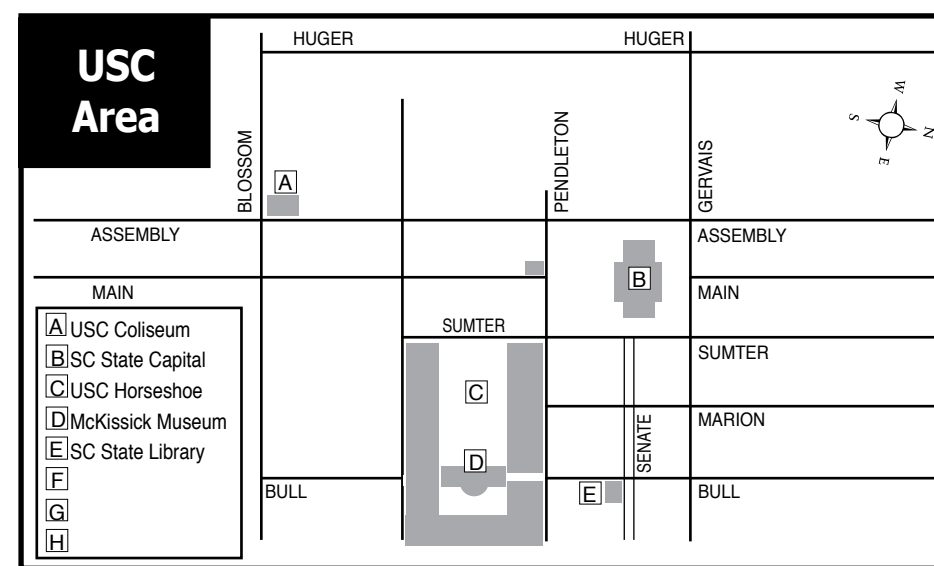 USC
Area
HUGER
HUGER
BLOSSOM
PENDLETON
GERVAIS
W
S
N
E
A
ASSEMBLY
ASSEMBLY
B
MAIN
MAIN
SUMTER
SUMTER
C
MARION
SENATE
D
BULL
E
BULL
A USC Coliseum
B SC State Capital
C USC Horseshoe
D McKissick Museum
E SC State Library
F
G
H